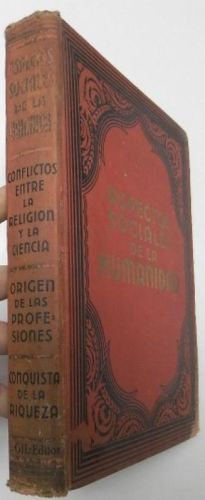 ASPECTOS
SOCIALES
DE LA
HUMANIDAD
CONFLICTOS
ENTRE
LA
RELIGION
Y LA
CIENCIA
ORIGEN
DE LAS
PROFE-
SIONES
CONQUISTA
DE LA
RIQUEZA
GIL-Editor
ASPECTOS
SOCIALES
DE LA
HUMANIDAD